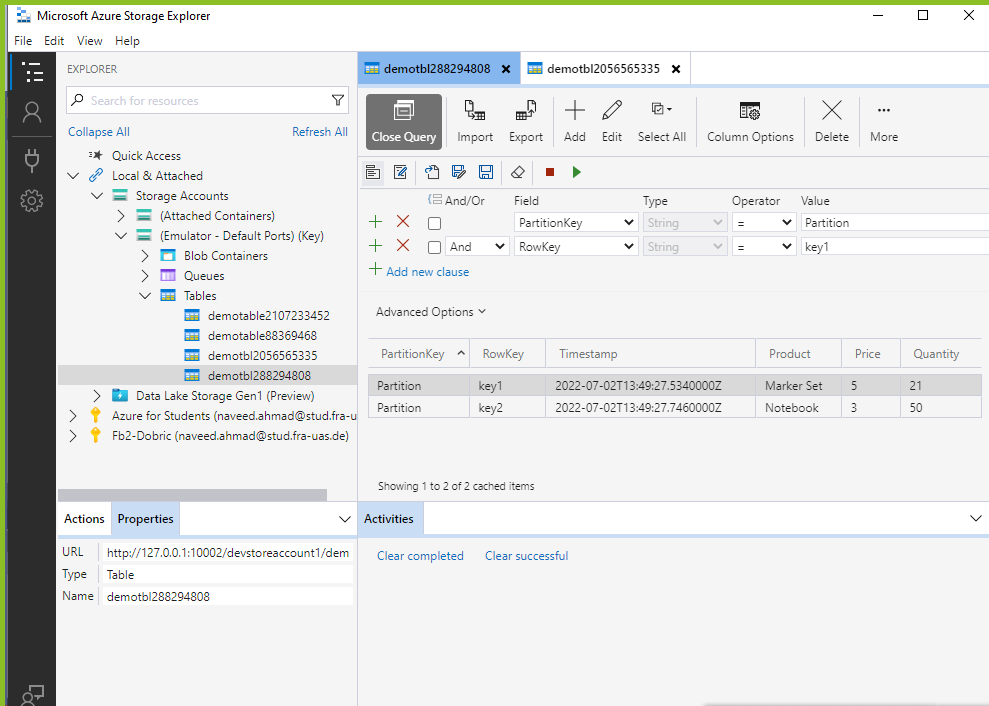 Microsoft Azure Storage Explorer
File Edit View Help
EXPLORER
Search for resources
Collapse All Refresh All
Quick Access
Local & Attached
Storage Accounts
(Attached Containers)
(Emulator - Default Ports) (Key)
Blob Containers
Queues
Tables
demotable2107233452
demotable88369468
demotbl2056565335
demotbl288294808
Data Lake Storage Gen1 (Preview)
Azure for Students (naveed.ahmad@stud.fra-u
Fb2-Dobric (naveed.ahmad@stud.fra-uas.de)
Actions Properties
URL http://127.0.0.1:10002/devstoreaccount1/dem
Type Table
Name demotbl288294808
demotbl288294808 demotbl2056565335
Close Query Import Export Add Edit Select All Column Options Delete More
And/Or Field Type Operator Value
PartitionKey String = Partition
And RowKey String = key1
Add new clause
Advanced Options
PartitionKey RowKey Timestamp Product Price Quantity
Partition key1 2022-07-02T13:49:27.5340000Z Marker Set 5 21
Partition key2 2022-07-02T13:49:27.7460000Z Notebook 3 50
Showing 1 to 2 of 2 cached items
Activities
Clear completed Clear successful